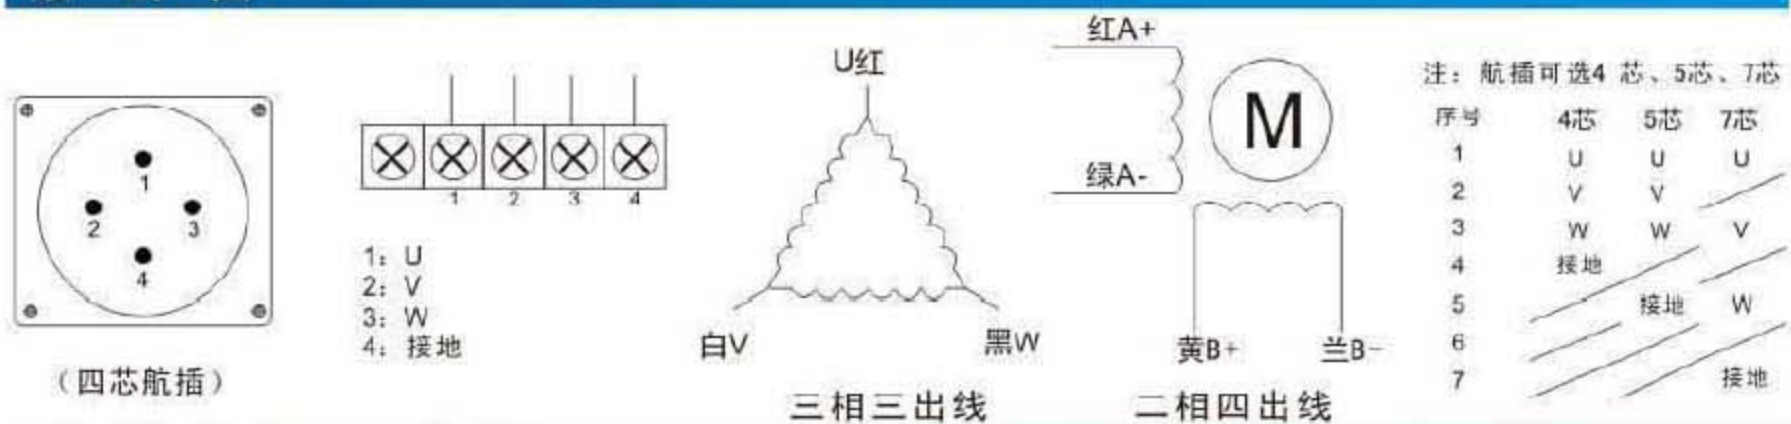 1
2
3
4
（四芯航插）
1
2
3
4
1: U
2: V
3: W
4: 接地
U红
白V
黑W
三相三出线
红A+
绿A-
M
黄B+
兰B-
二相四出线
注: 航插可选4 芯、5芯、7芯
序号 4芯 5芯 7芯
1 U U U
2 V V
3 W W V
4 接地
5 接地 W
6
7 接地